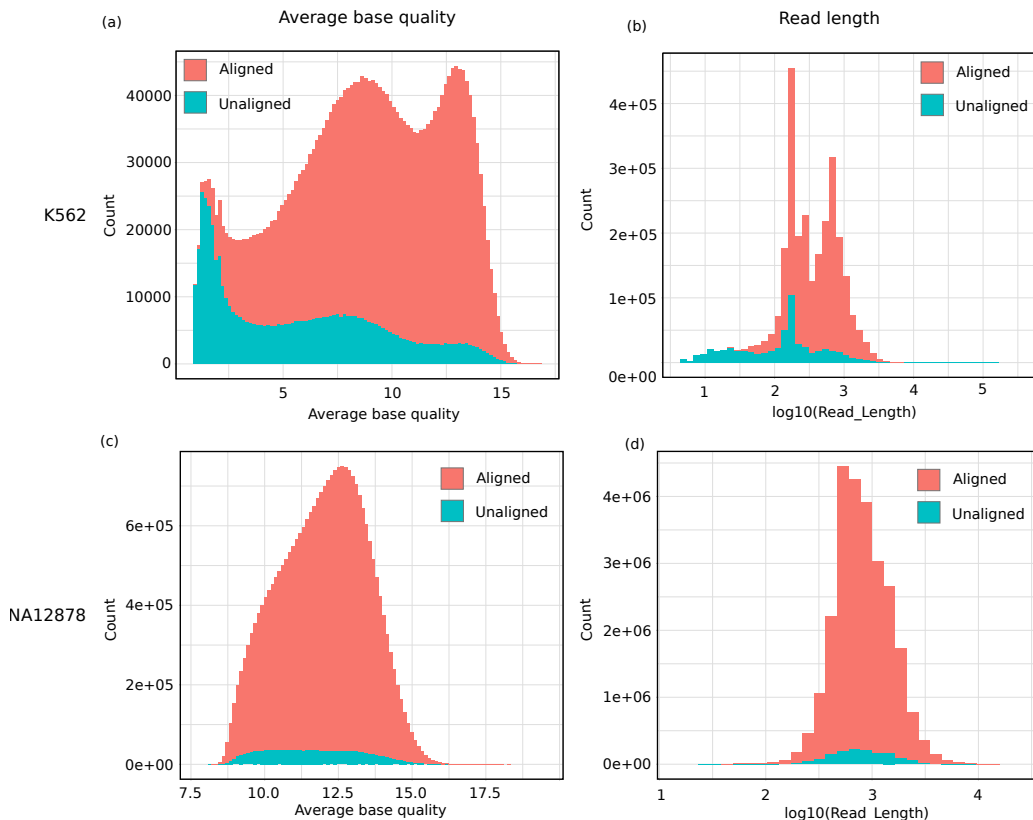 (a)
Average base quality
(b)
Read length
K562
Count
40000
30000
20000
10000
0
Aligned
Unaligned
5
10
15
Average base quality
Count
4e+05
3e+05
2e+05
1e+05
0e+00
Aligned
Unaligned
1
2
3
4
5
log10(Read_Length)
(c)
(d)
NA12878
Count
6e+05
4e+05
2e+05
0e+00
Aligned
Unaligned
7.5
10.0
12.5
15.0
17.5
Average base quality
Count
4e+06
3e+06
2e+06
1e+06
0e+00
Aligned
Unaligned
1
2
3
4
log10(Read_Length)